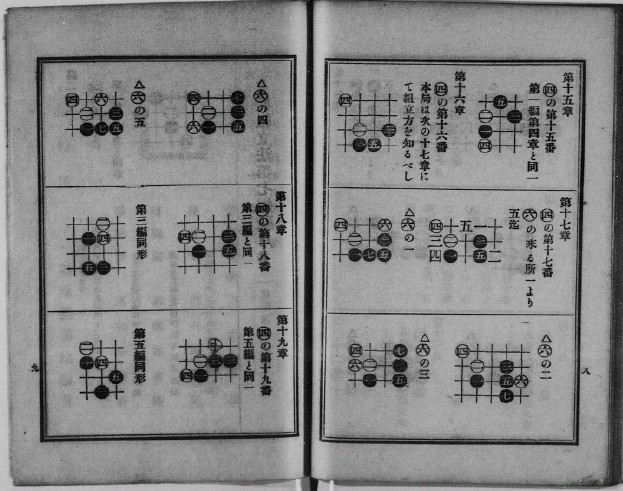 第十五章
㊃の第十五番
第一編第四章と同一
第十六章
㊃の第十六番
本局は次の十七章に
て組立方を知るべし
第十七章
㊃の第十七番
㊅の来る所一より
五迄
△㊅の一
△㊅の二
△㊅の三
八
△㊅の四
△㊅の五
第十八章
㊃の第十八番
第三編と同一
第三編同形
第十九章
㊃の第十九番
第五編と同一
第五編同形
九